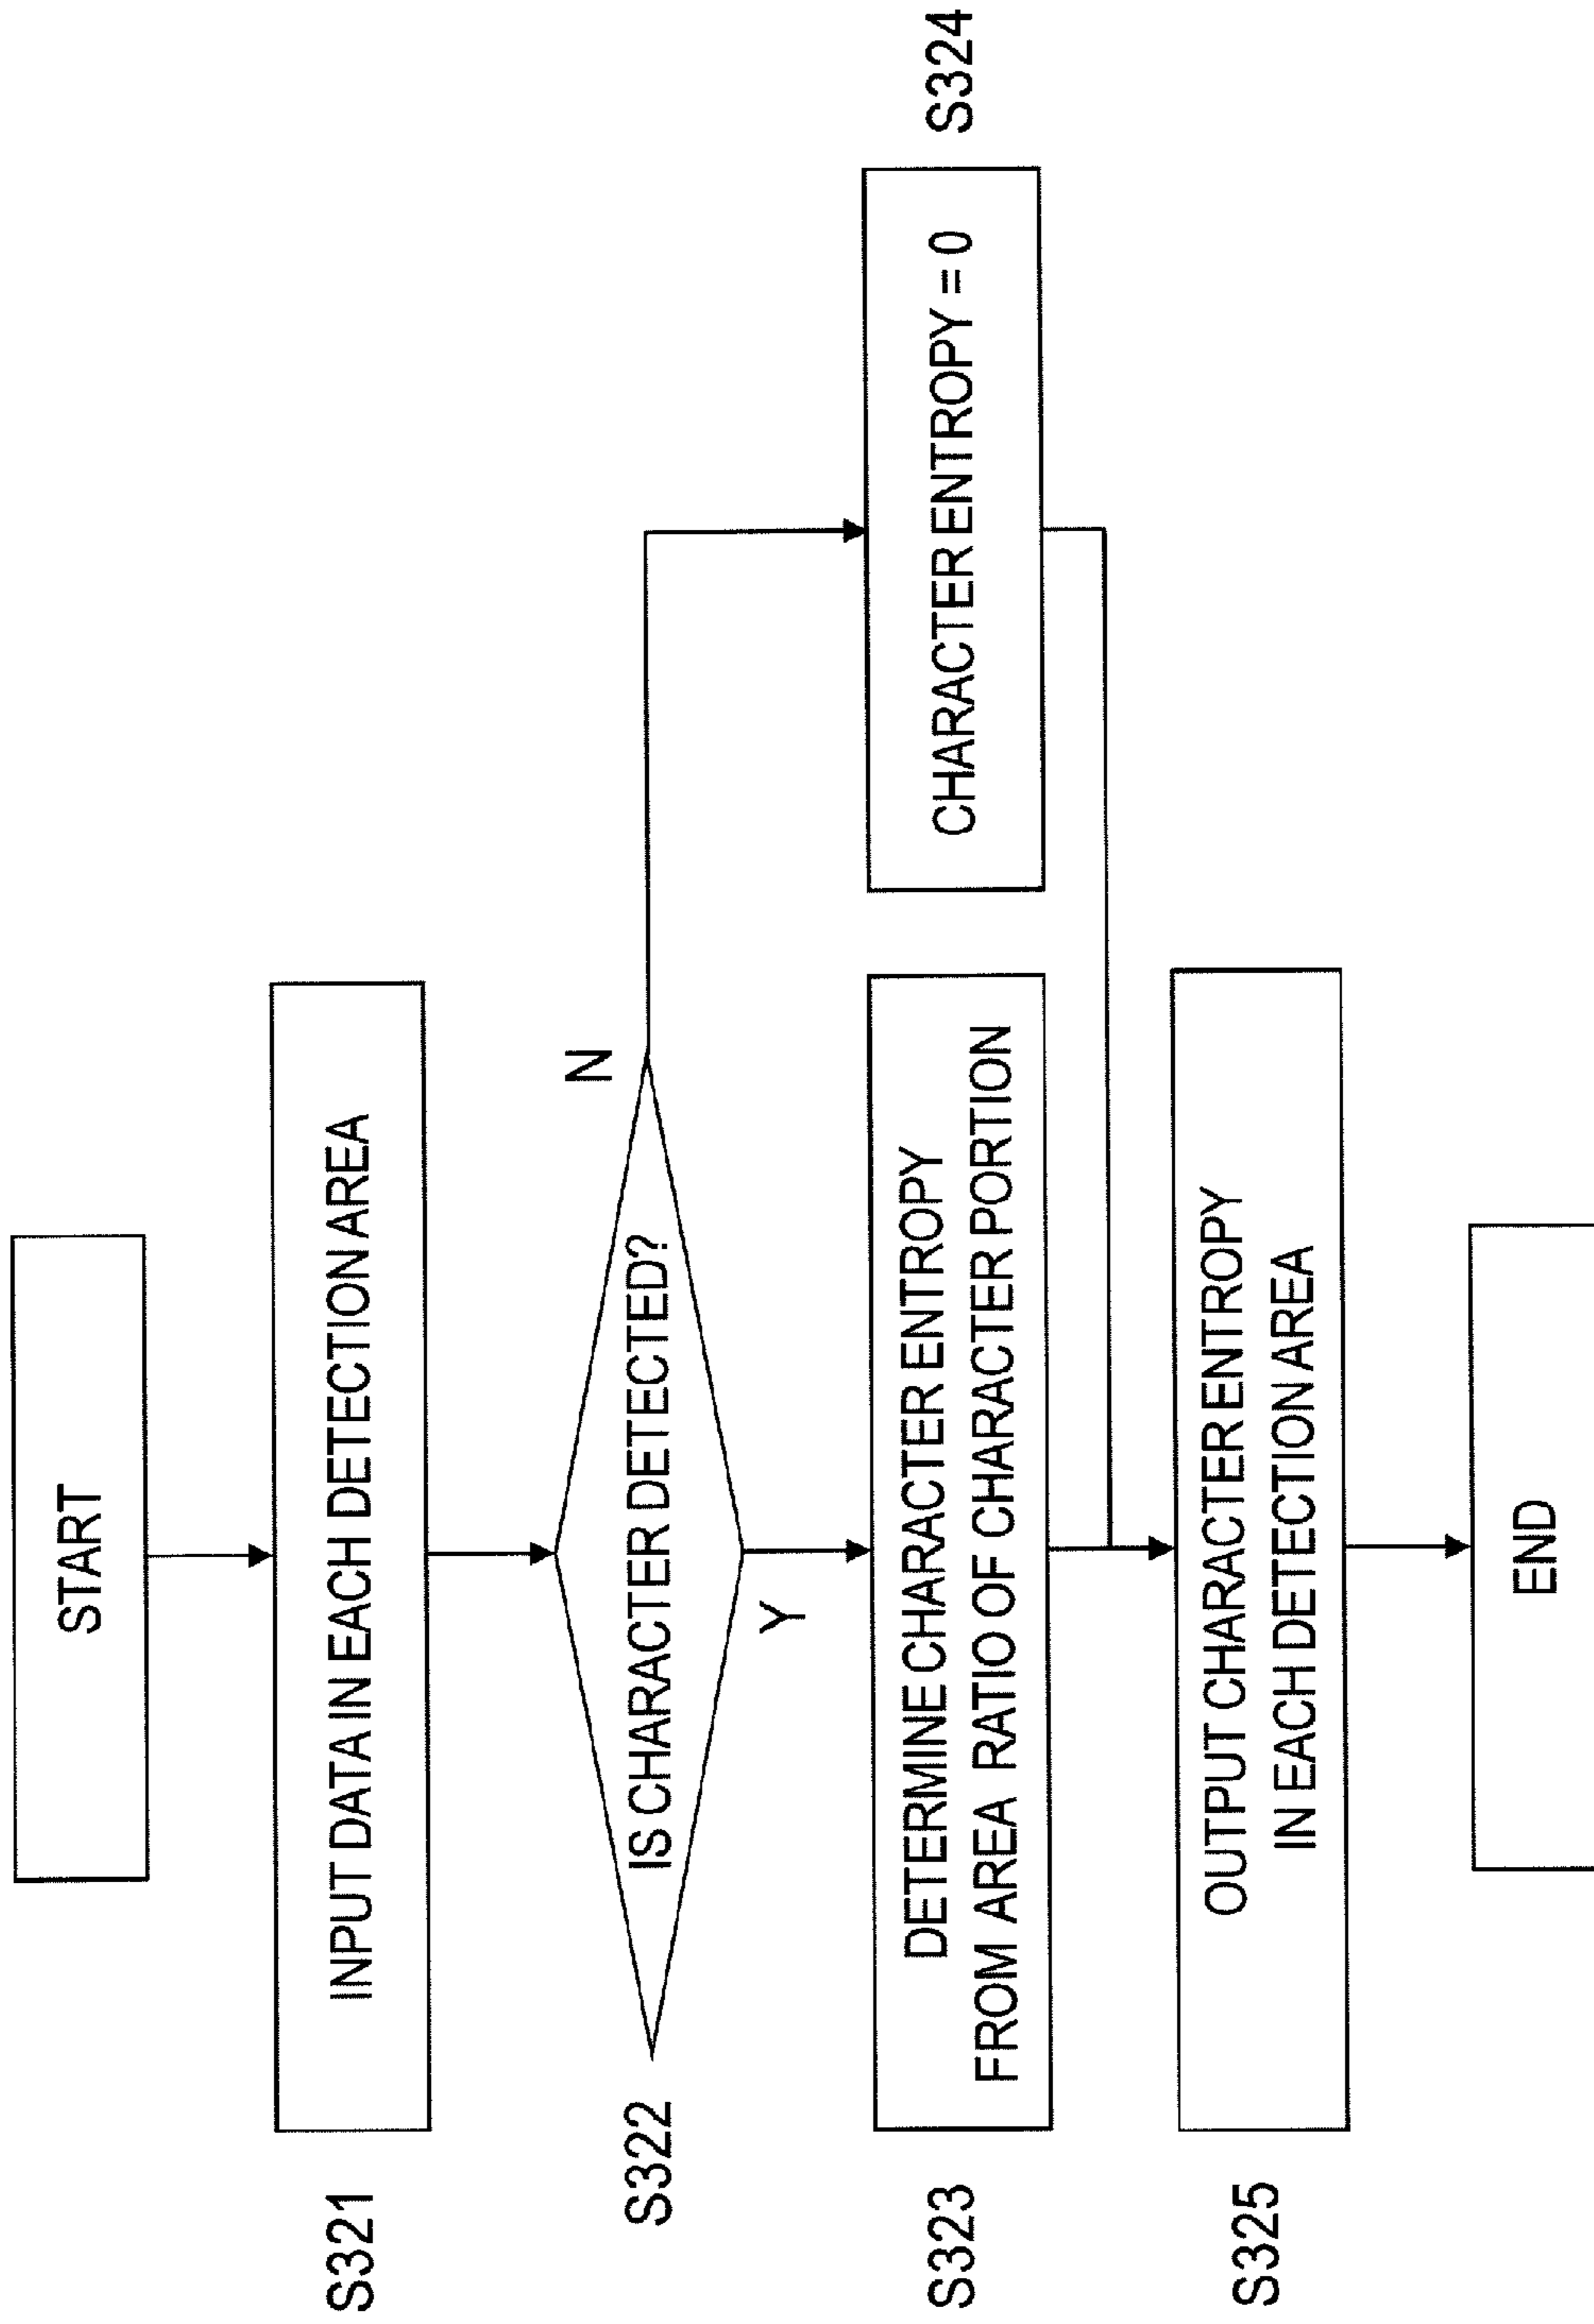 START
S321
INPUT DATA IN EACH DETECTION AREA
S322
IS CHARACTER DETECTED?
N
Y
S323
DETERMINE CHARACTER ENTROPY
FROM AREA RATIO OF CHARACTER PORTION
CHARACTER ENTROPY = 0
S324
S325
OUTPUT CHARACTER ENTROPY
IN EACH DETECTION AREA
END